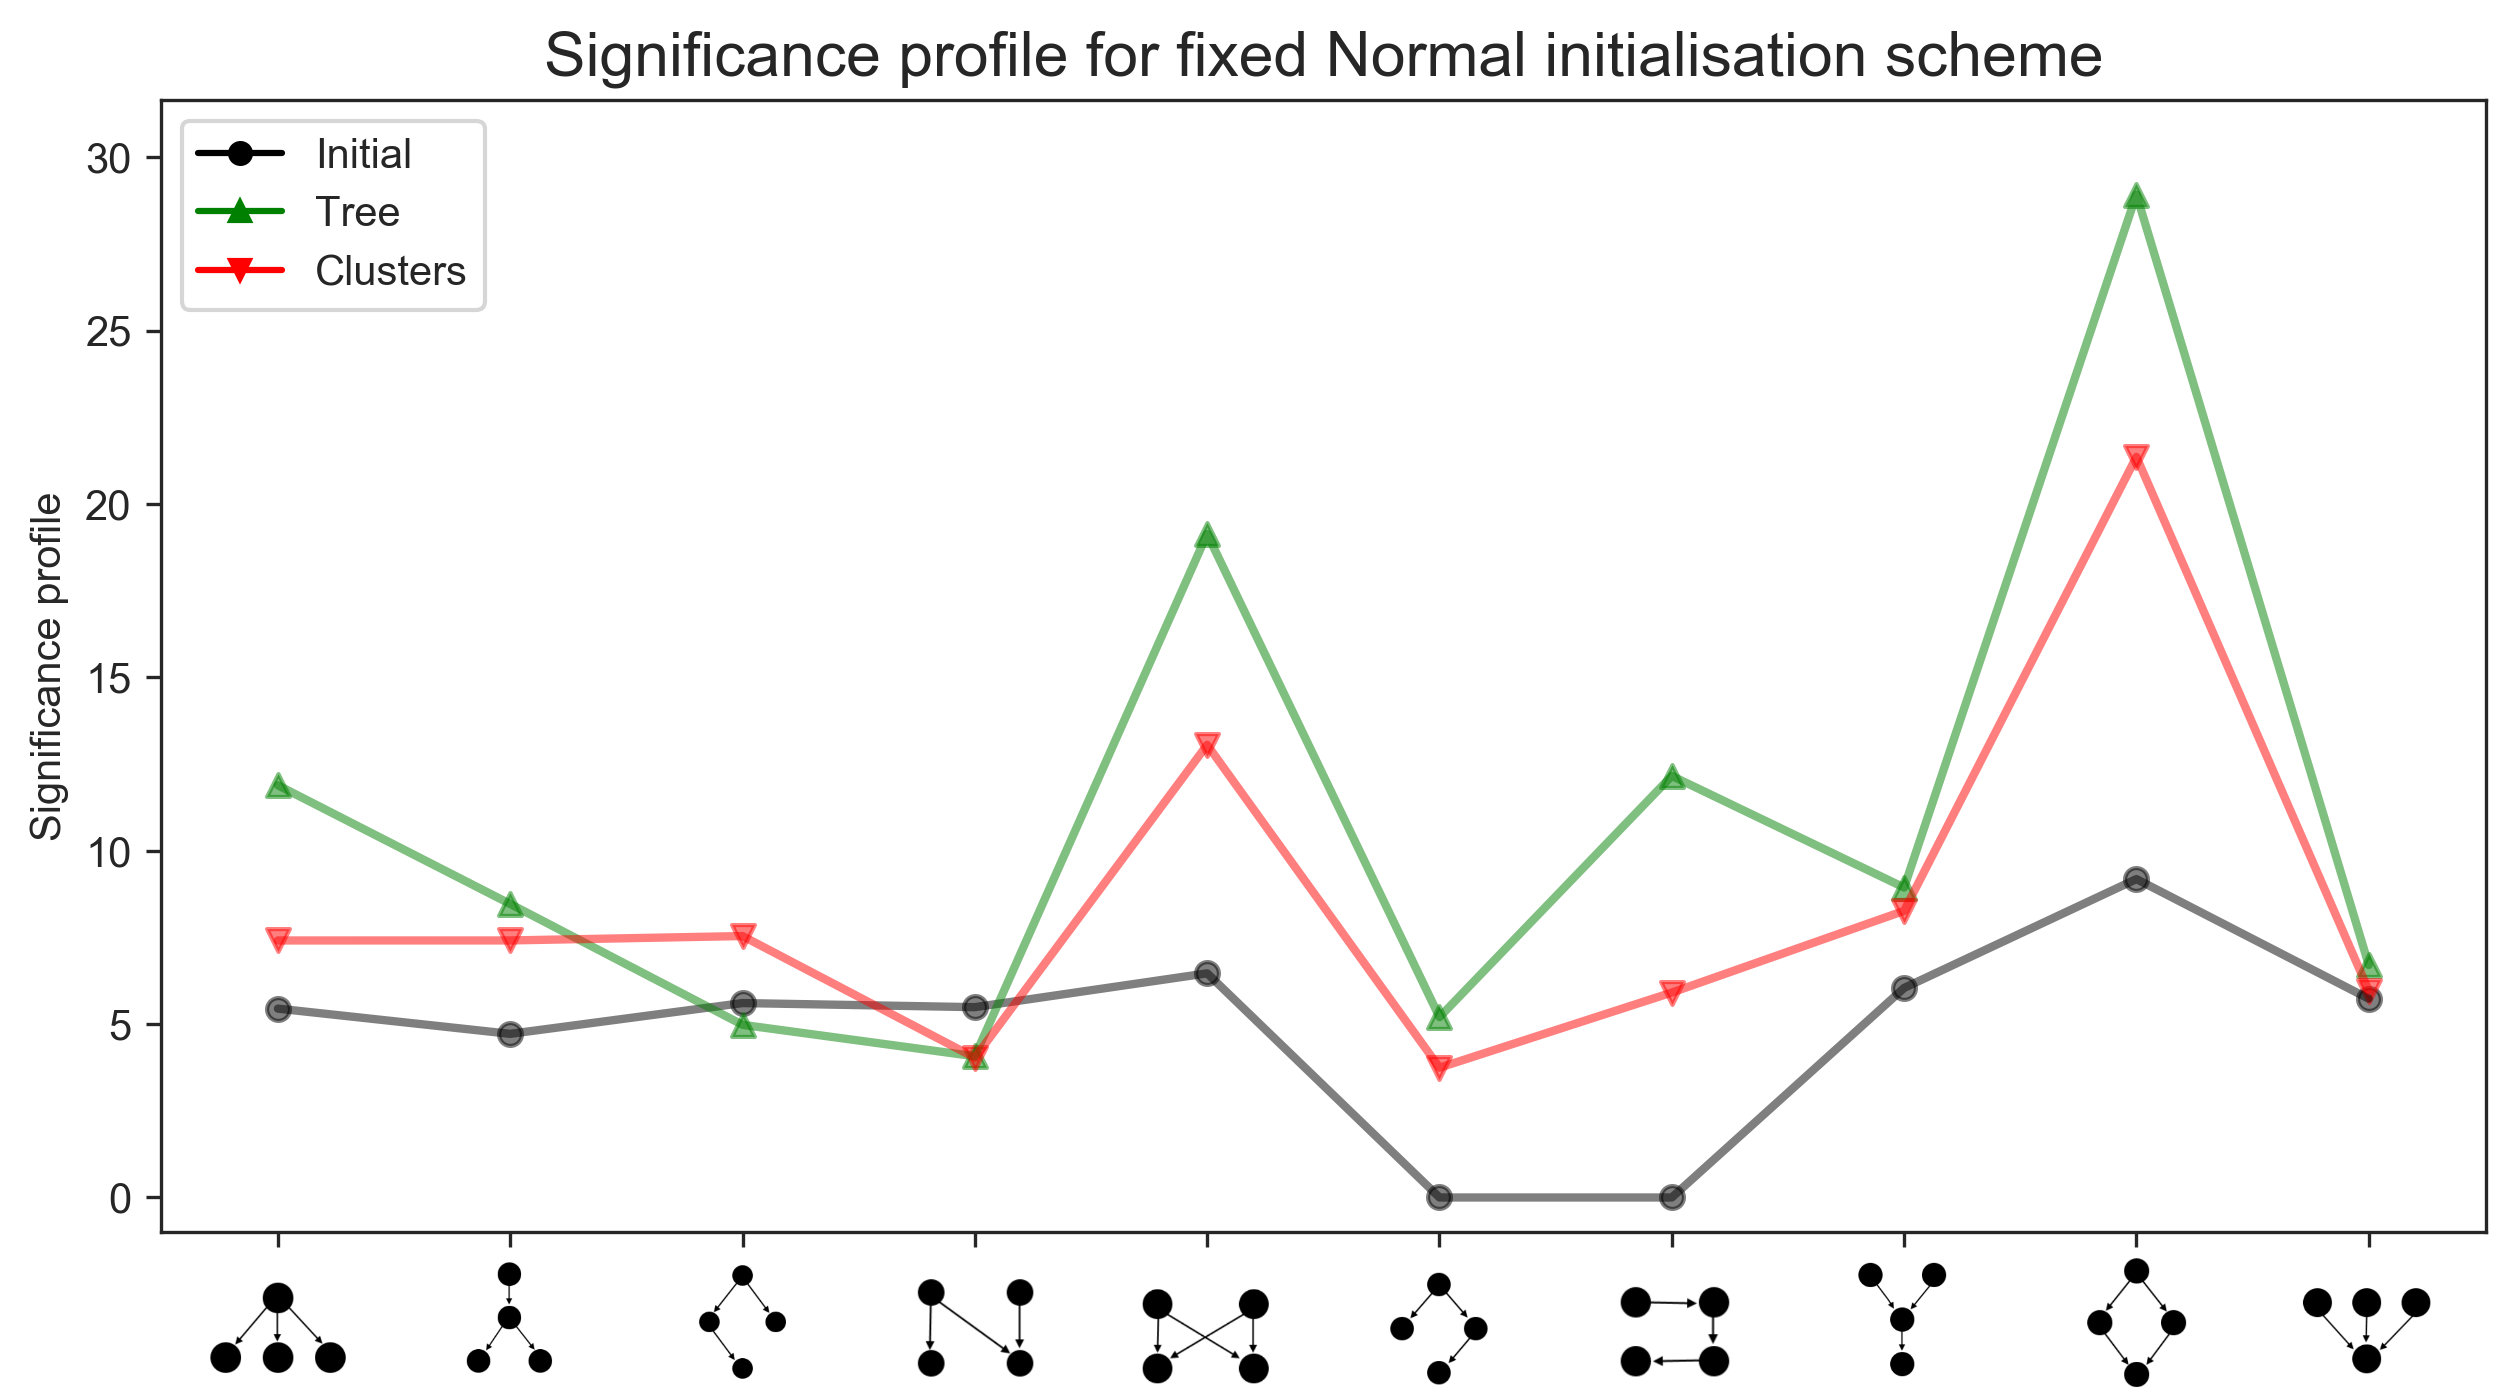 Significance profile for fixed Normal initialisation scheme
Initial
Tree
Clusters
Significance profile
30
25
20
15
10
5
0